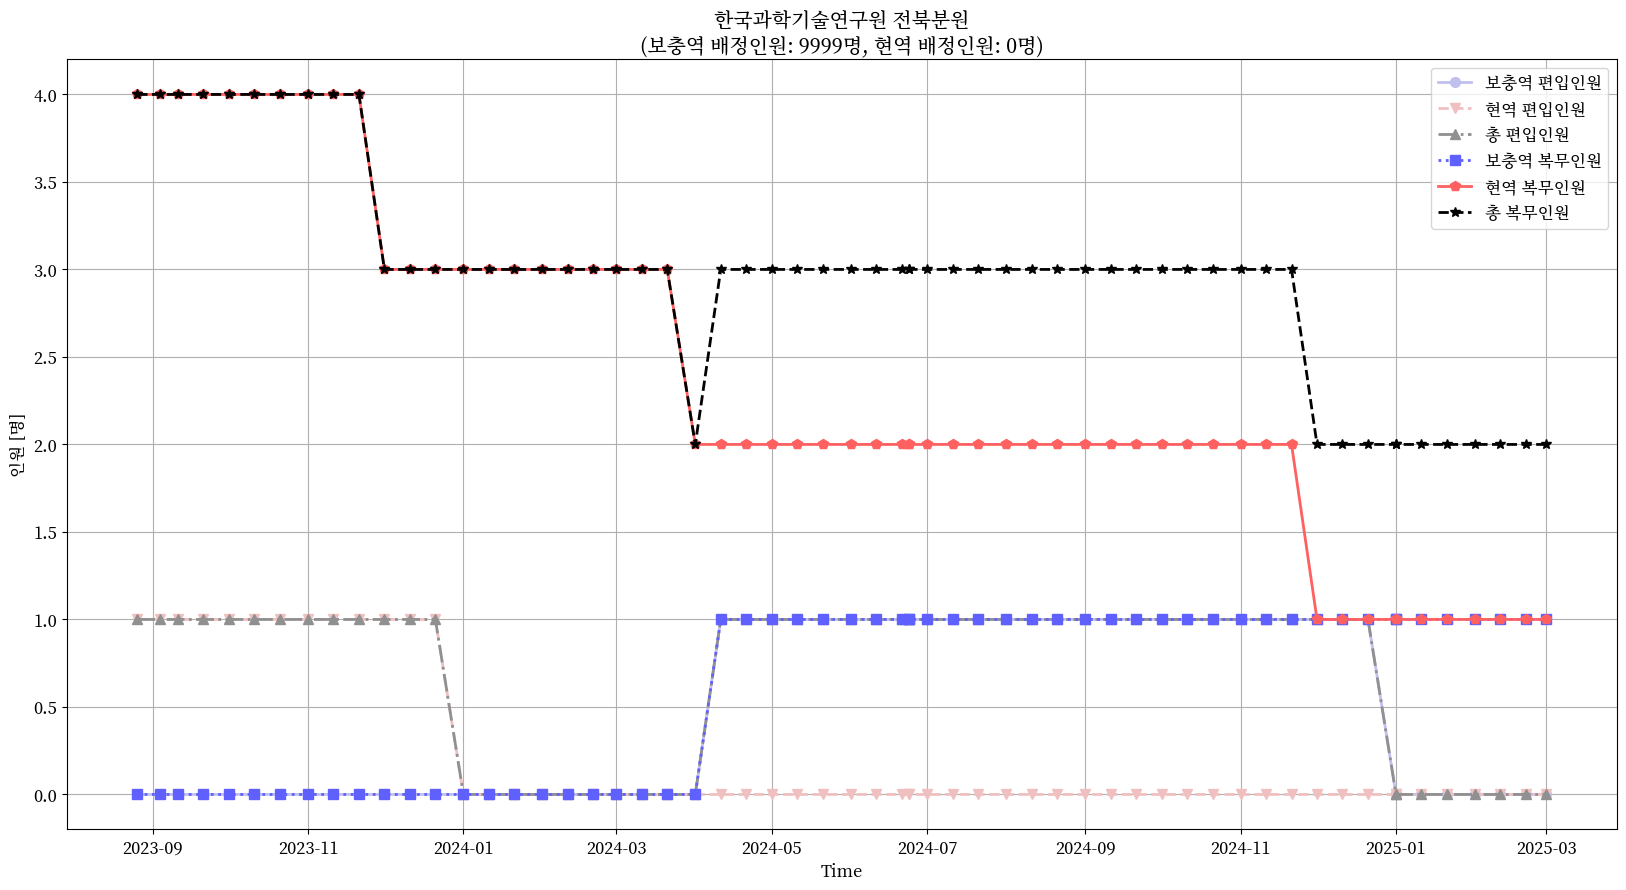 한국과학기술연구원 전북분원
(보충역 배정인원: 9999명, 현역 배정인원: 0명)
보충역 편입인원
현역 편입인원
총 편입인원
보충역 복무인원
현역 복무인원
총 복무인원
인원 [명]
4.0
3.5
3.0
2.5
2.0
1.5
1.0
0.5
0.0
2023-09
2023-11
2024-01
2024-03
2024-05
2024-07
2024-09
2024-11
2025-01
2025-03
Time